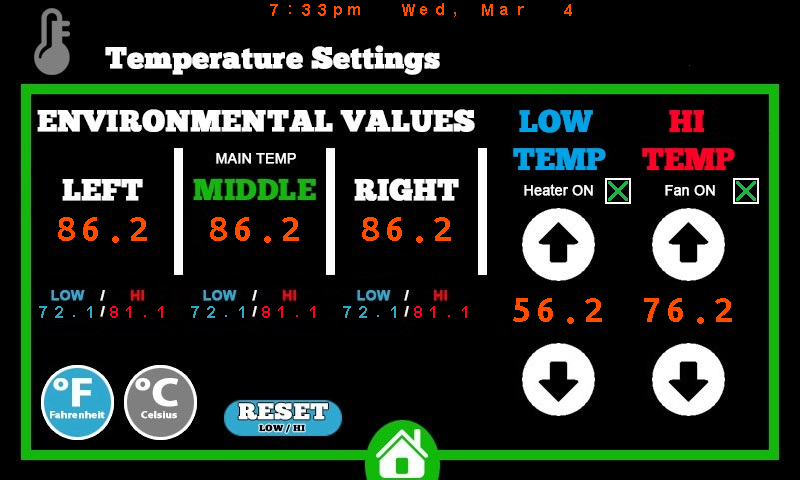 7:33pm Wed, Mar 4
Temperature Settings
ENVIRONMENTAL VALUES
LOW TEMP
HI TEMP
MAIN TEMP
LEFT
MIDDLE
RIGHT
Heater ON
Fan ON
86.2
86.2
86.2
LOW / HI
LOW / HI
LOW / HI
72.1/81.1
72.1/81.1
72.1/81.1
56.2
76.2
°F
Fahrenheit
°C
Celsius
RESET
LOW / HI